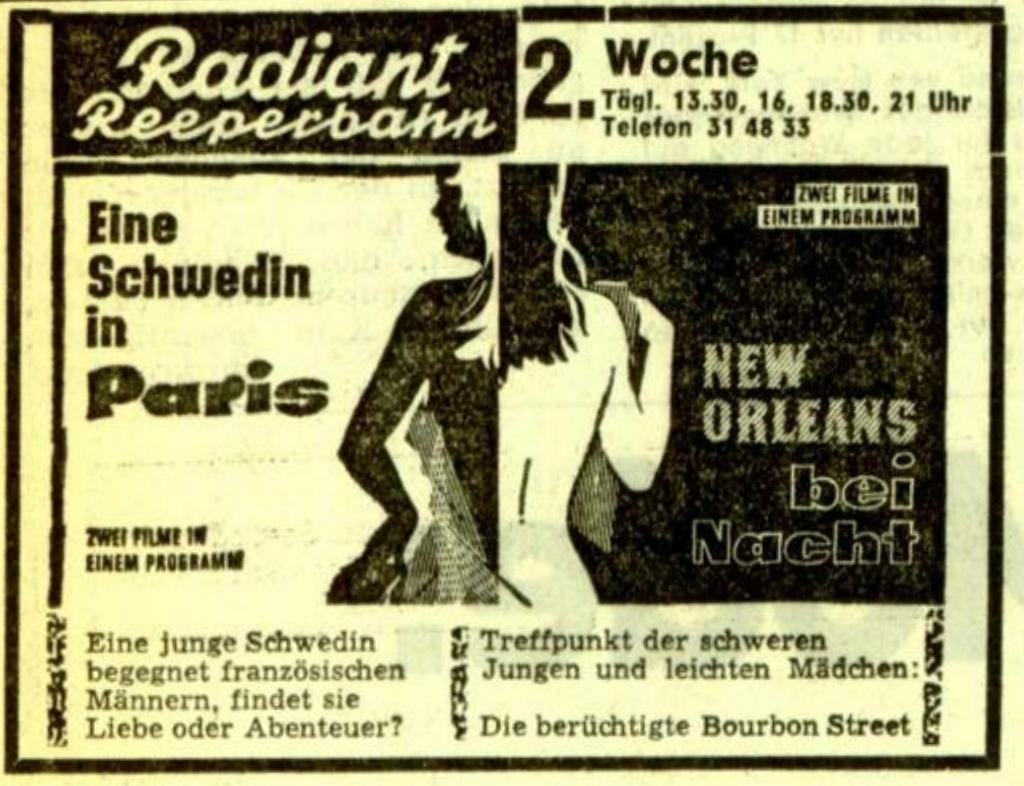 Radiant
Reeperbahn
2. Woche
Tägl. 13.30, 16, 18.30, 21 Uhr
Telefon 31 48 33
Eine
Schwedin
in
Paris
ZWEI FILME IN
EINEM PROGRAMM
ZWEI FILME IN
EINEM PROGRAMM
NEW
ORLEANS
bei
Nacht
Eine junge Schwedin
begegnet französischen
Männern, findet sie
Liebe oder Abenteuer?
Treffpunkt der schweren
Jungen und leichten Mädchen:
Die berüchtigte Bourbon Street